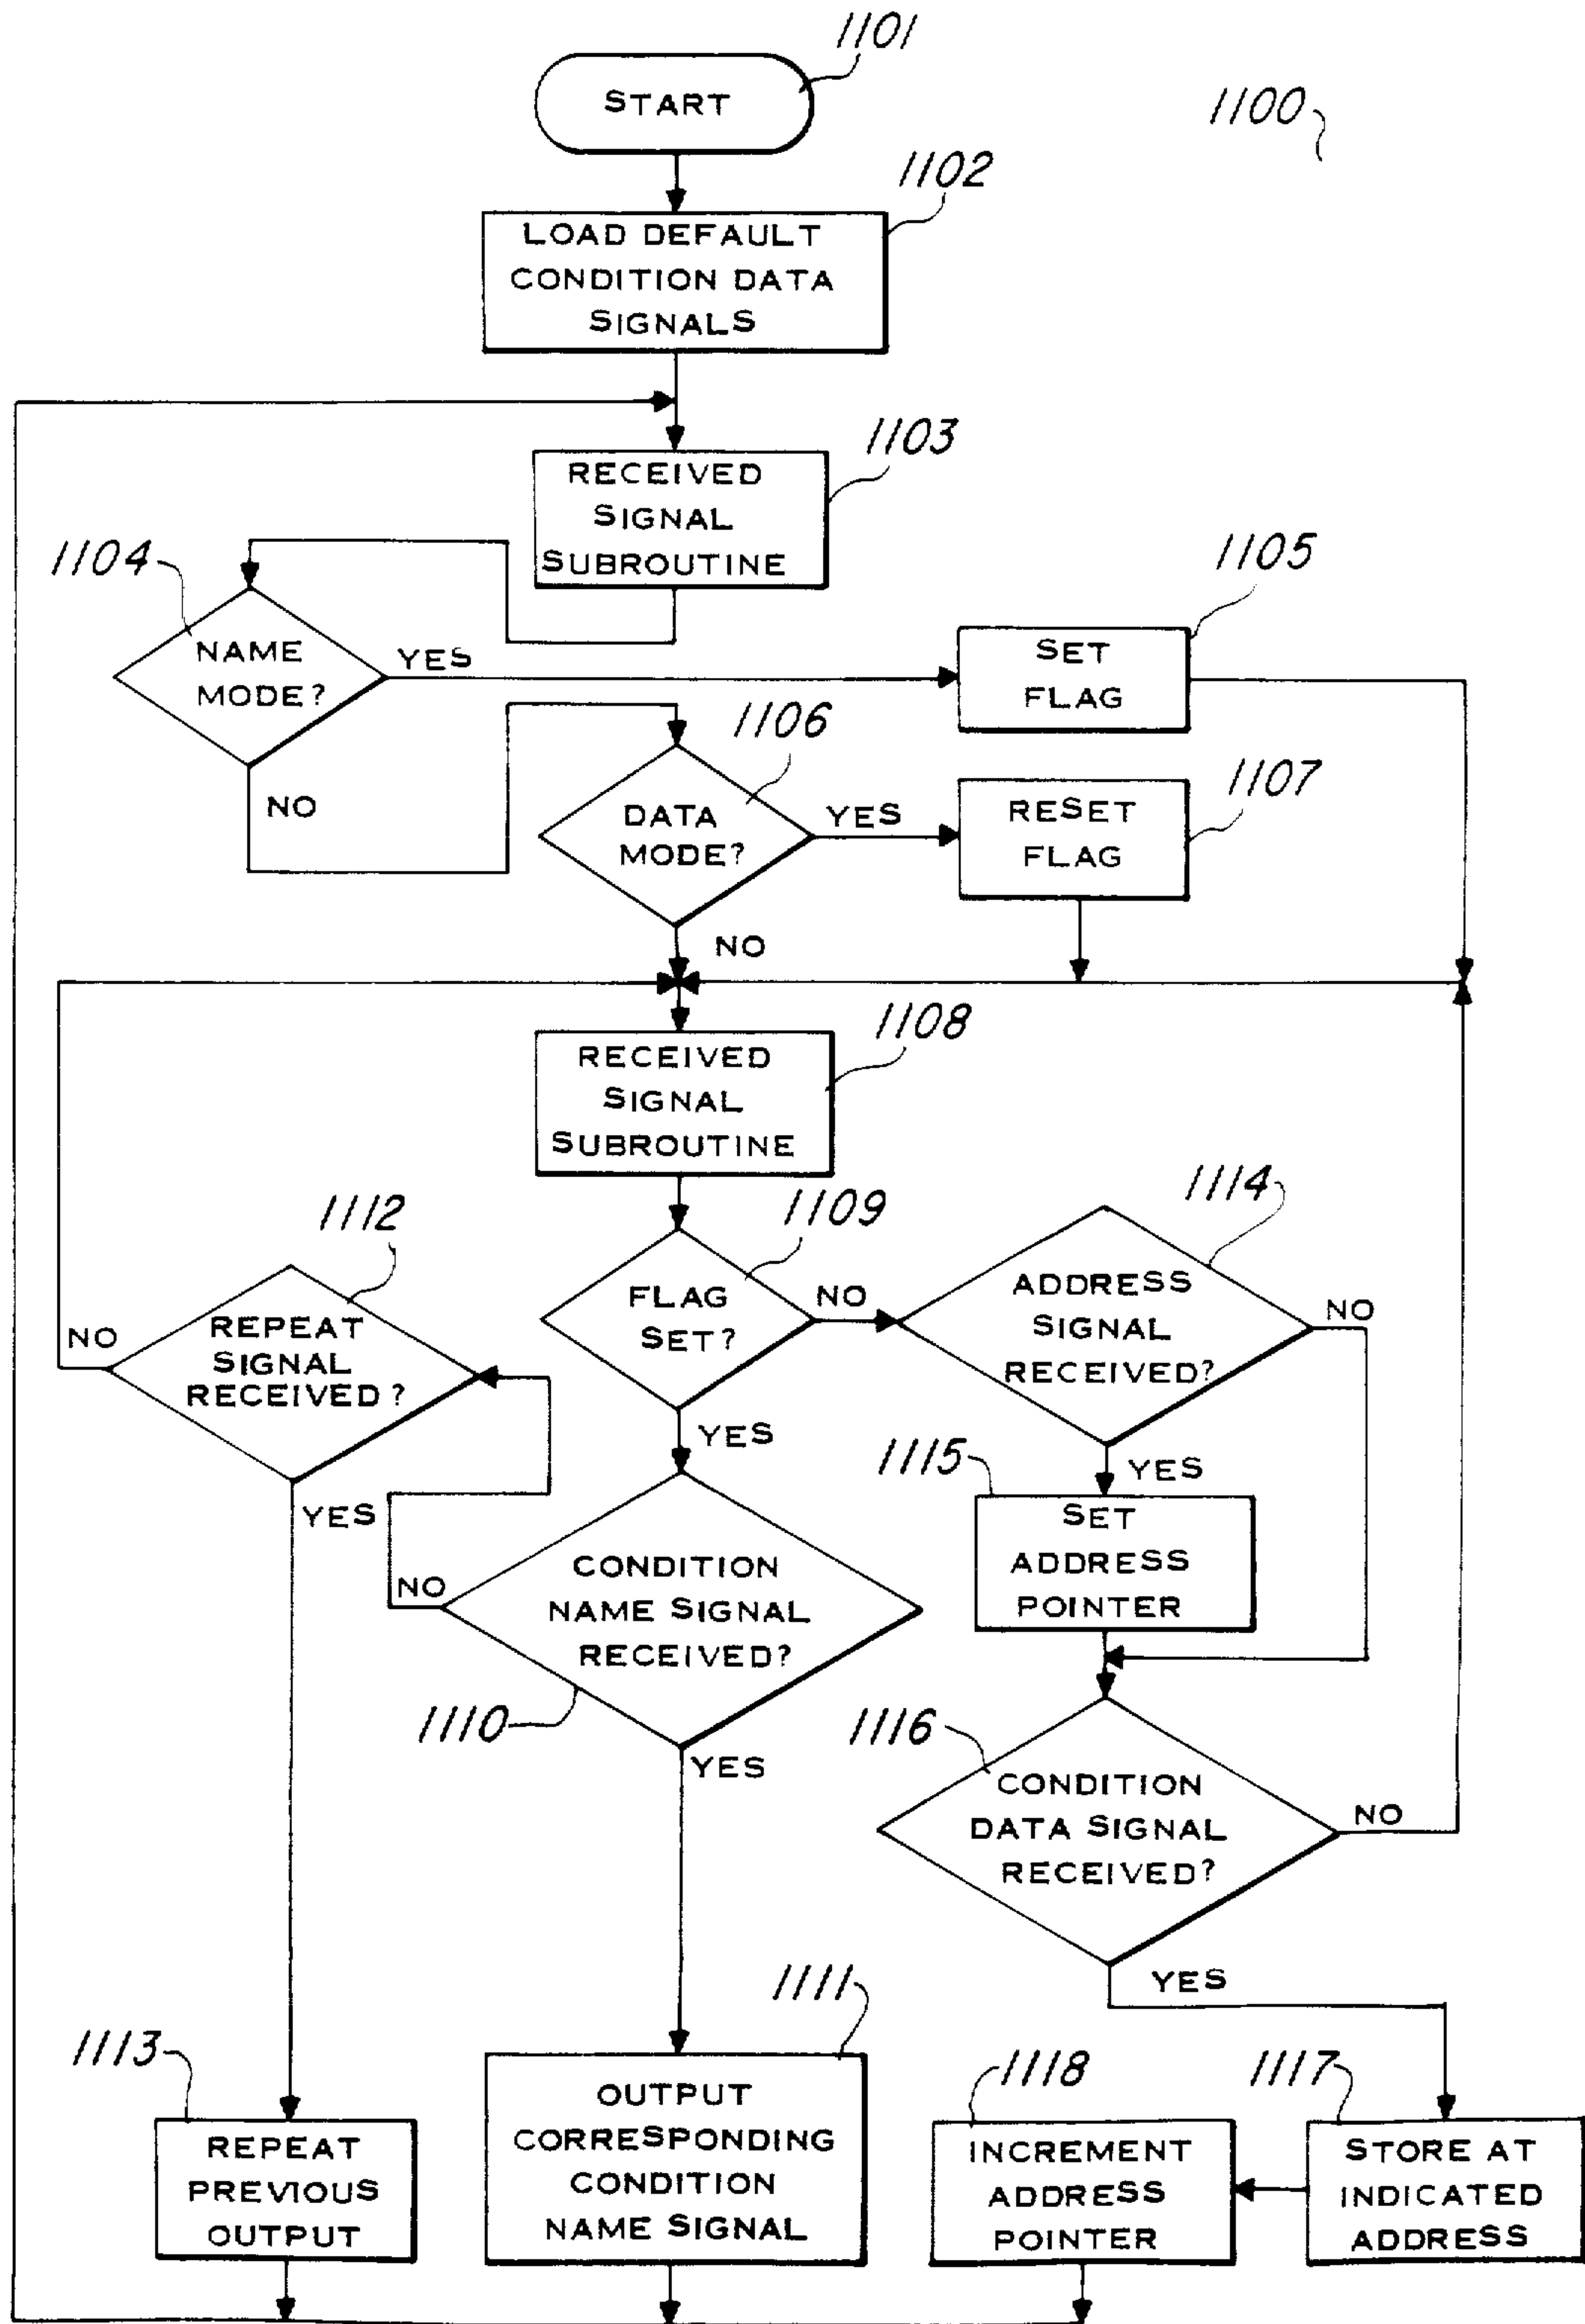 1101
START
1100
1102
LOAD DEFAULT
CONDITION DATA
SIGNALS
1103
RECEIVED
SIGNAL
SUBROUTINE
1104
NAME
MODE?
YES
NO
1105
SET
FLAG
1106
DATA
MODE?
YES
NO
1107
RESET
FLAG
1108
RECEIVED
SIGNAL
SUBROUTINE
1109
FLAG
SET?
NO
YES
1114
ADDRESS
SIGNAL
RECEIVED?
NO
YES
1112
REPEAT
SIGNAL
RECEIVED?
NO
YES
1115
SET
ADDRESS
POINTER
CONDITION
NAME SIGNAL
RECEIVED?
NO
1110
YES
1116
CONDITION
DATA SIGNAL
RECEIVED?
NO
YES
1113
REPEAT
PREVIOUS
OUTPUT
1111
OUTPUT
CORRESPONDING
CONDITION
NAME SIGNAL
1118
INCREMENT
ADDRESS
POINTER
1117
STORE AT
INDICATED
ADDRESS